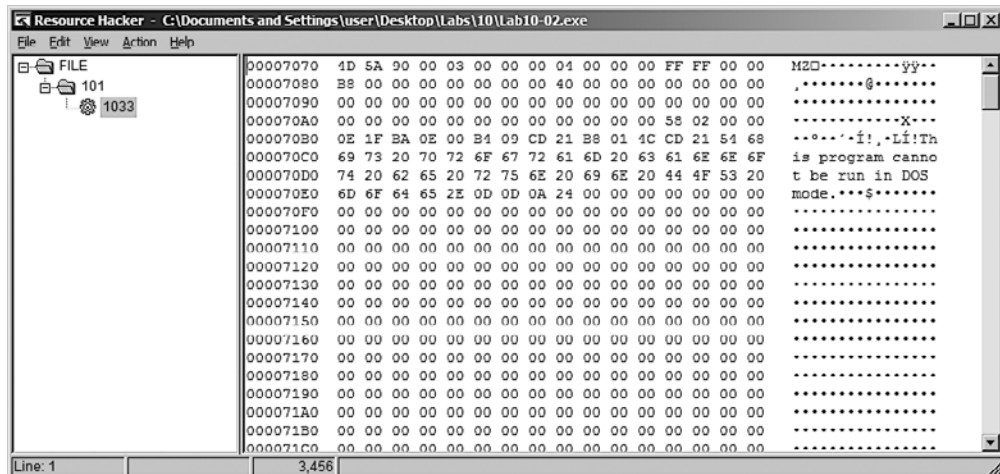 Resource Hacker - C:\Documents and Settings\user\Desktop\Labs\10\Lab10-02.exe
File Edit View Action Help
FILE
101
1033
00007070 4D 5A 90 00 03 00 00 00 04 00 00 00 FF FF 00 00 MZ□•••••••••ÿÿ••
00007080 B8 00 00 00 00 00 00 00 40 00 00 00 00 00 00 00 ¸•••••••@•••••••
00007090 00 00 00 00 00 00 00 00 00 00 00 00 00 00 00 00 ••••••••••••••••
000070A0 00 00 00 00 00 00 00 00 00 00 00 00 58 02 00 00 ••••••••••••X•••
000070B0 0E 1F BA 0E 00 B4 09 CD 21 B8 01 4C CD 21 54 68 ••º••´•Í!¸•LÍ!Th
000070C0 69 73 20 70 72 6F 67 72 61 6D 20 63 61 6E 6E 6F is program canno
000070D0 74 20 62 65 20 72 75 6E 20 69 6E 20 44 4F 53 20 t be run in DOS
000070E0 6D 6F 64 65 2E 0D 0D 0A 24 00 00 00 00 00 00 00 mode.•••$•••••••
000070F0 00 00 00 00 00 00 00 00 00 00 00 00 00 00 00 00 ••••••••••••••••
00007100 00 00 00 00 00 00 00 00 00 00 00 00 00 00 00 00 ••••••••••••••••
00007110 00 00 00 00 00 00 00 00 00 00 00 00 00 00 00 00 ••••••••••••••••
00007120 00 00 00 00 00 00 00 00 00 00 00 00 00 00 00 00 ••••••••••••••••
00007130 00 00 00 00 00 00 00 00 00 00 00 00 00 00 00 00 ••••••••••••••••
00007140 00 00 00 00 00 00 00 00 00 00 00 00 00 00 00 00 ••••••••••••••••
00007150 00 00 00 00 00 00 00 00 00 00 00 00 00 00 00 00 ••••••••••••••••
00007160 00 00 00 00 00 00 00 00 00 00 00 00 00 00 00 00 ••••••••••••••••
00007170 00 00 00 00 00 00 00 00 00 00 00 00 00 00 00 00 ••••••••••••••••
00007180 00 00 00 00 00 00 00 00 00 00 00 00 00 00 00 00 ••••••••••••••••
00007190 00 00 00 00 00 00 00 00 00 00 00 00 00 00 00 00 ••••••••••••••••
000071A0 00 00 00 00 00 00 00 00 00 00 00 00 00 00 00 00 ••••••••••••••••
000071B0 00 00 00 00 00 00 00 00 00 00 00 00 00 00 00 00 ••••••••••••••••
000071C0 00 00 00 00 00 00 00 00 00 00 00 00 00 00 00 00 ••••••••••••••••
Line: 1 3,456